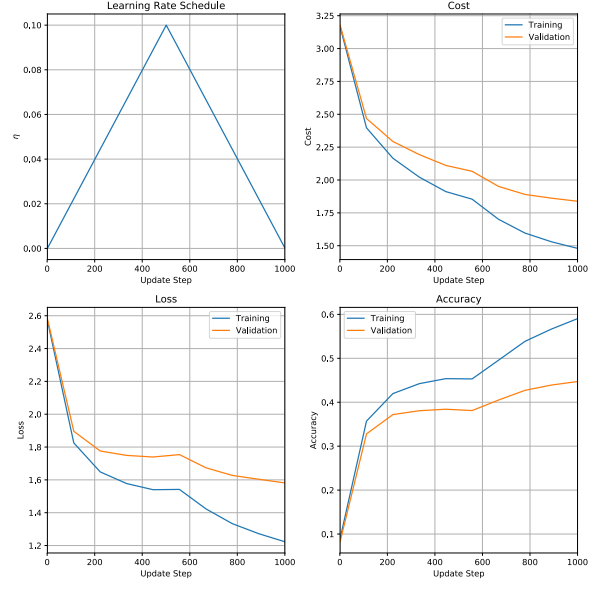 Learning Rate Schedule
0.10
0.08
0.06
0.04
0.02
0.00
η
0
200
400
600
800
1000
Update Step
Cost
3.25
3.00
2.75
2.50
2.25
2.00
1.75
1.50
Cost
Training
Validation
0
200
400
600
800
1000
Update Step
Loss
2.6
2.4
2.2
2.0
1.8
1.6
1.4
1.2
Loss
Training
Validation
0
200
400
600
800
1000
Update Step
Accuracy
0.6
0.5
0.4
0.3
0.2
0.1
Accuracy
Training
Validation
0
200
400
600
800
1000
Update Step